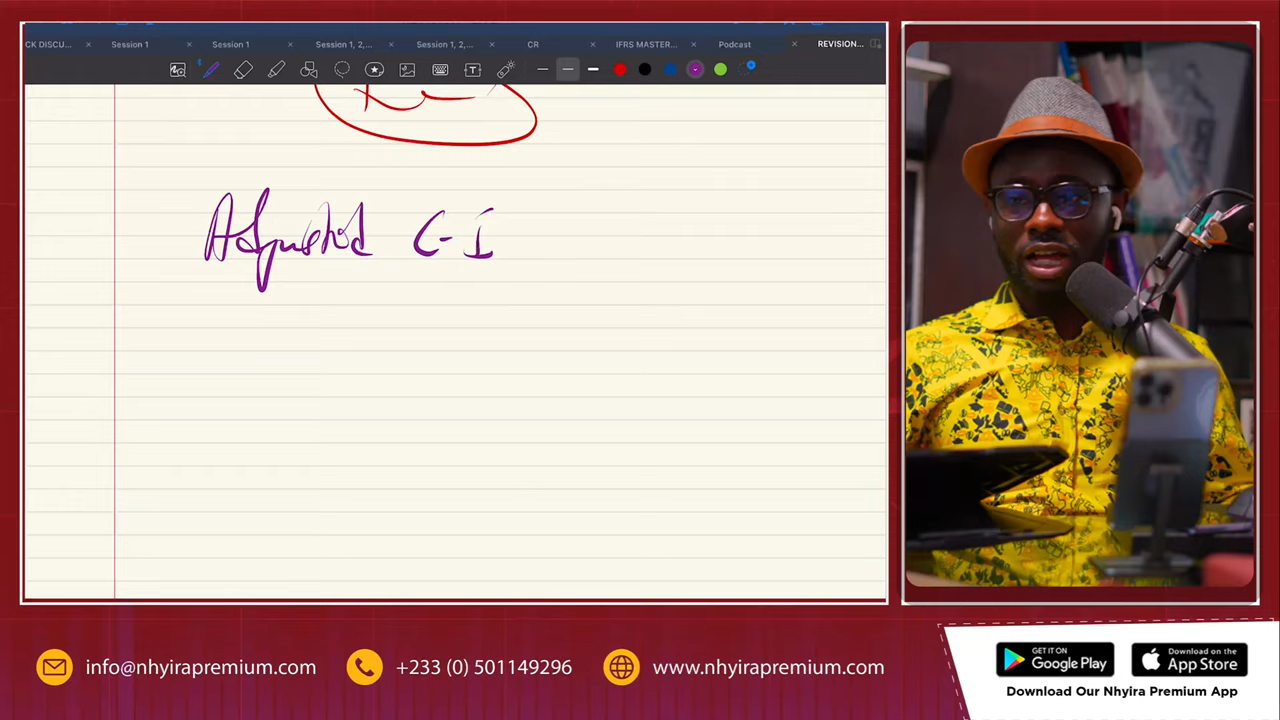 CK DISCU... Session 1 Session 1 Session 1, 2,... Session 1, 2,... CR IFRS MASTER... Podcast REVISION...
Adjusted C-I
info@nhyirapremium.com +233 (0) 501149296 www.nhyirapremium.com
GET IT ON
Google Play
Download on the
App Store
Download Our Nhyira Premium App